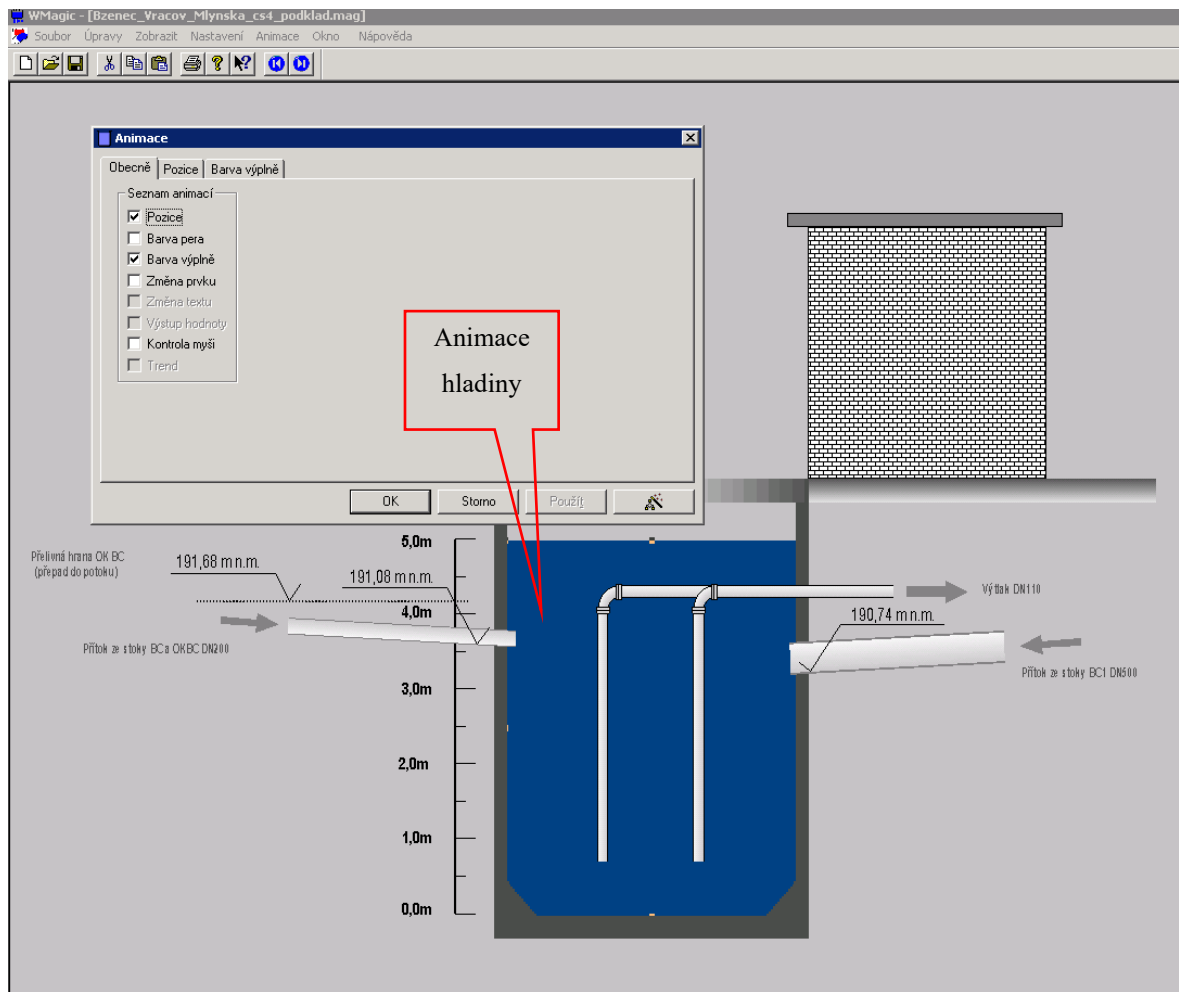 WMagic - [Bzenec_Vracov_Mlynska_cs4_podklad.mag]
Soubor Úpravy Zobrazit Nastavení Animace Okno Nápověda
Animace
Obecně Pozice Barva výplně
Seznam animací
Pozice
Barva pera
Barva výplně
Změna prvku
Změna textu
Výstup hodnoty
Kontrola myši
Trend
Animace
hladiny
OK Storno Použít
Přelivná hrana OK BC
(přepad do potoku)
191,68 m n.m.
191,08 m n.m.
Přítok ze stoky BCa OKBC DN200
5,0m
4,0m
3,0m
2,0m
1,0m
0,0m
Výtlak DN110
190,74 m n.m.
Přítok ze stoky BC1 DN500